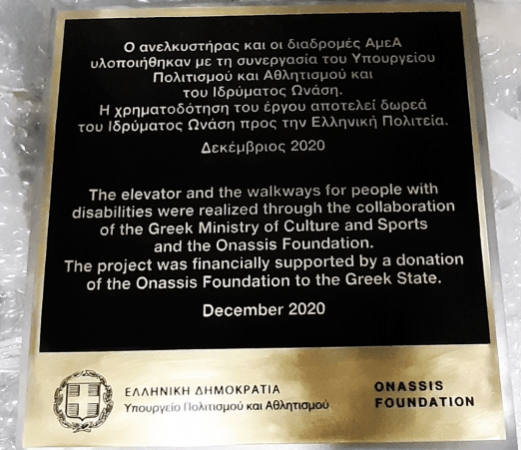 Ο ανελκυστήρας και οι διαδρομές ΑμεΑ
υλοποιήθηκαν με τη συνεργασία του Υπουργείου
Πολιτισμού και Αθλητισμού και
του Ιδρύματος Ωνάση.
Η χρηματοδότηση του έργου αποτελεί δωρεά
του Ιδρύματος Ωνάση προς την Ελληνική Πολιτεία.
Δεκέμβριος 2020
The elevator and the walkways for people with
disabilities were realized through the collaboration
of the Greek Ministry of Culture and Sports
and the Onassis Foundation.
The project was financially supported by a donation
of the Onassis Foundation to the Greek State.
December 2020
ΕΛΛΗΝΙΚΗ ΔΗΜΟΚΡΑΤΙΑ
Υπουργείο Πολιτισμού και Αθλητισμού
ONASSIS
FOUNDATION